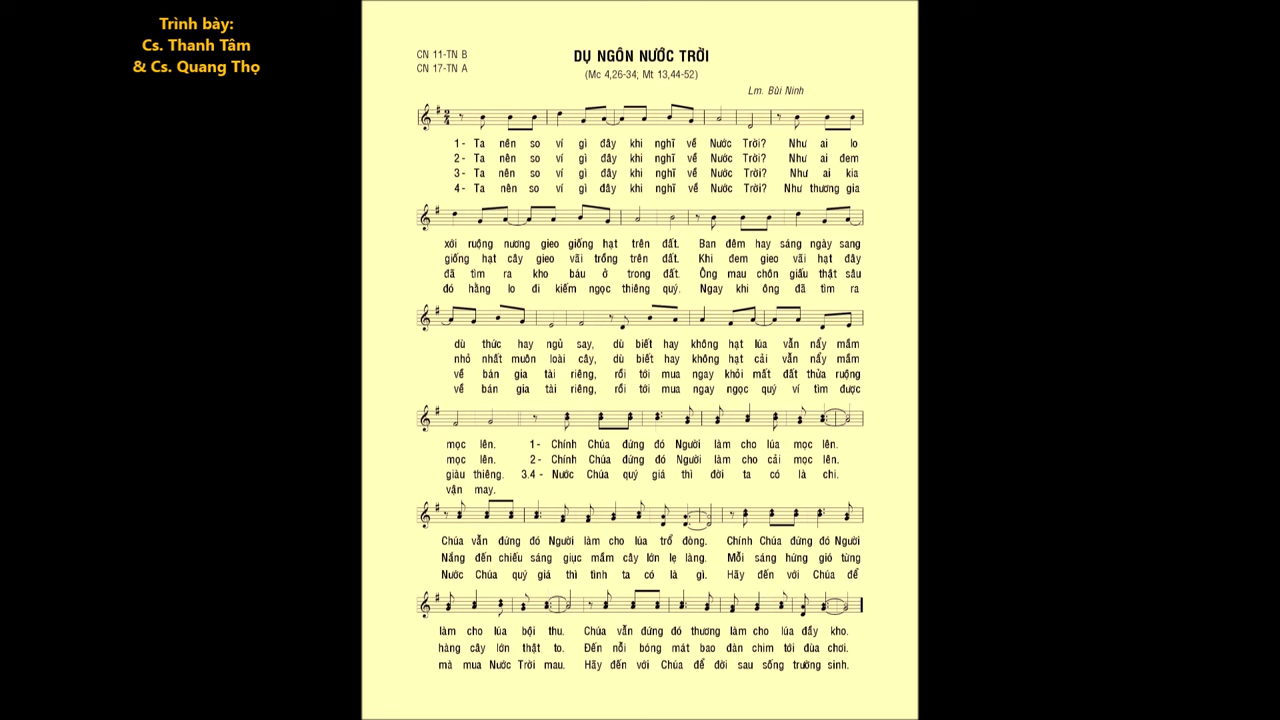 Trình bày:
Cs. Thanh Tâm
& Cs. Quang Thọ
CN 11-TN B
CN 17-TN A
DỤ NGÔN NƯỚC TRỜI
(Mc 4,26-34; Mt 13,44-52)
Lm. Bùi Ninh
1- Ta nên so ví gì đây khi nghĩ về Nước Trời? Như ai lo
2- Ta nên so ví gì đây khi nghĩ về Nước Trời? Như ai đem
3- Ta nên so ví gì đây khi nghĩ về Nước Trời? Như ai kia
4- Ta nên so ví gì đây khi nghĩ về Nước Trời? Như thương gia
xới ruộng nương gieo giống hạt trên đất. Ban đêm hay sáng ngày sang
giống hạt cây gieo vãi trồng trên đất. Khi đem gieo vãi hạt đây
đã tìm ra kho báu ở trong đất. Ông mau chôn giấu thật sâu
đó hằng lo đi kiếm ngọc thiêng quý. Ngay khi ông đã tìm ra
dù thức hay ngủ say, dù biết hay không hạt lúa vẫn nẩy mầm
nhỏ nhất muôn loài cây, dù biết hay không hạt cải vẫn nẩy mầm
về bán gia tài riêng, rồi tới mua ngay khỏi mất đất thửa ruộng
về bán gia tài riêng, rồi tới mua ngay ngọc quý ví tìm được
mọc lên. 1- Chính Chúa đứng đó Người làm cho lúa mọc lên.
mọc lên. 2- Chính Chúa đứng đó Người làm cho cải mọc lên.
giàu thiêng. 3.4- Nước Chúa quý giá thì đời ta có là chi.
vận may.
Chúa vẫn đứng đó Người làm cho lúa trổ đòng. Chính Chúa đứng đó Người
Nắng đến chiếu sáng giục mầm cây lớn lẹ làng. Mỗi sáng hứng gió từng
Nước Chúa quý giá thì tình ta có là gì. Hãy đến với Chúa để
làm cho lúa bội thu. Chúa vẫn đứng đó thương làm cho lúa đầy kho.
hàng cây lớn thật to. Đến nỗi bóng mát bao đàn chim tới đùa chơi.
mà mua Nước Trời mau. Hãy đến với Chúa để đời sau sống trường sinh.